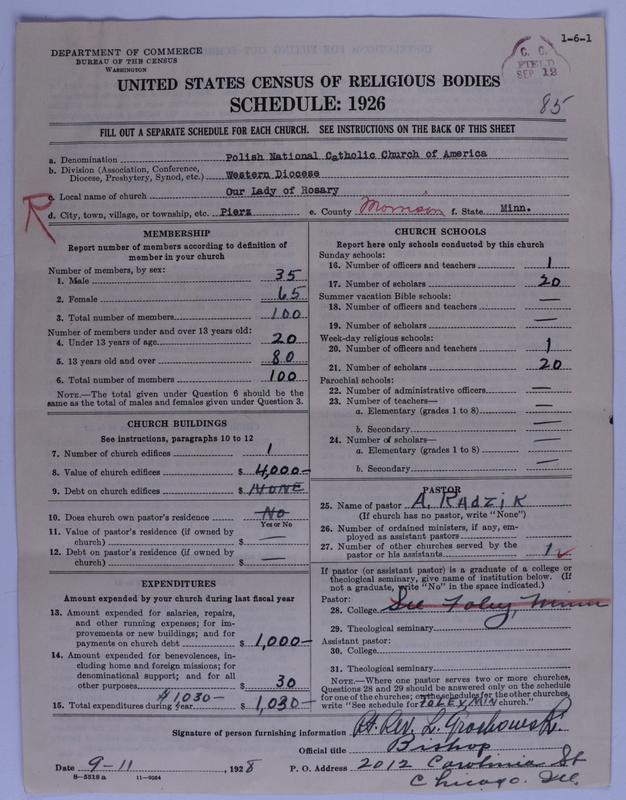 1-6-1
DEPARTMENT OF COMMERCE
BUREAU OF THE CENSUS
WASHINGTON
C. C.
FIELD
SEP 12
UNITED STATES CENSUS OF RELIGIOUS BODIES
SCHEDULE: 1926
85
FILL OUT A SEPARATE SCHEDULE FOR EACH CHURCH. SEE INSTRUCTIONS ON THE BACK OF THIS SHEET
a. Denomination Polish National Catholic Church of America
b. Division (Association, Conference,
Diocese, Presbytery, Synod, etc.) Western Diocese
c. Local name of church Our Lady of Rosary
R
d. City, town, village, or township, etc. Pierz e. County Morrison f. State Minn.
MEMBERSHIP
Report number of members according to definition of
member in your church
Number of members, by sex:
1. Male 35
2. Female 65
3. Total number of members 100
Number of members under and over 13 years old:
4. Under 13 years of age 20
5. 13 years old and over 80
6. Total number of members 100
NOTE.—The total given under Question 6 should be the
same as the total of males and females given under Question 3.
CHURCH BUILDINGS
See instructions, paragraphs 10 to 12
7. Number of church edifices 1
8. Value of church edifices $ 4,000—
9. Debt on church edifices $ NONE
10. Does church own pastor's residence No
Yes or No
11. Value of pastor's residence (if owned by
church) $ —
12. Debt on pastor's residence (if owned by
church) $ —
EXPENDITURES
Amount expended by your church during last fiscal year
13. Amount expended for salaries, repairs,
and other running expenses; for im-
provements or new buildings; and for
payments on church debt $ 1,000—
14. Amount expended for benevolences, in-
cluding home and foreign missions; for
denominational support; and for all
other purposes $ 30
$1030—
15. Total expenditures during year $ 1,030—
CHURCH SCHOOLS
Report here only schools conducted by this church
Sunday schools:
16. Number of officers and teachers 1
17. Number of scholars 20
Summer vacation Bible schools:
18. Number of officers and teachers —
19. Number of scholars —
Week-day religious schools:
20. Number of officers and teachers 1
21. Number of scholars 20
Parochial schools:
22. Number of administrative officers —
23. Number of teachers—
a. Elementary (grades 1 to 8) —
b. Secondary —
24. Number of scholars—
a. Elementary (grades 1 to 8) —
b. Secondary —
PASTOR
25. Name of pastor A. RADZIK
(If church has no pastor, write "None")
26. Number of ordained ministers, if any, em-
ployed as assistant pastors
27. Number of other churches served by the
pastor or his assistants 1
If pastor (or assistant pastor) is a graduate of a college or
theological seminary, give name of institution below. (If
not a graduate, write "No" in the space indicated.)
Pastor:
28. College See Foley, Minn
29. Theological seminary
Assistant pastor:
30. College
31. Theological seminary
NOTE.—Where one pastor serves two or more churches,
Questions 28 and 29 should be answered only on the schedule
for one of the churches; on the schedules for the other churches,
write "See schedule for FOLEY, MIN church."
Signature of person furnishing information Rt. Rev. L. Grochowski
Official title Bishop
Date 9-11, 1928 P. O. Address 2012 Carolinia St
Chicago. Ill.
8—5518 a 11—9054